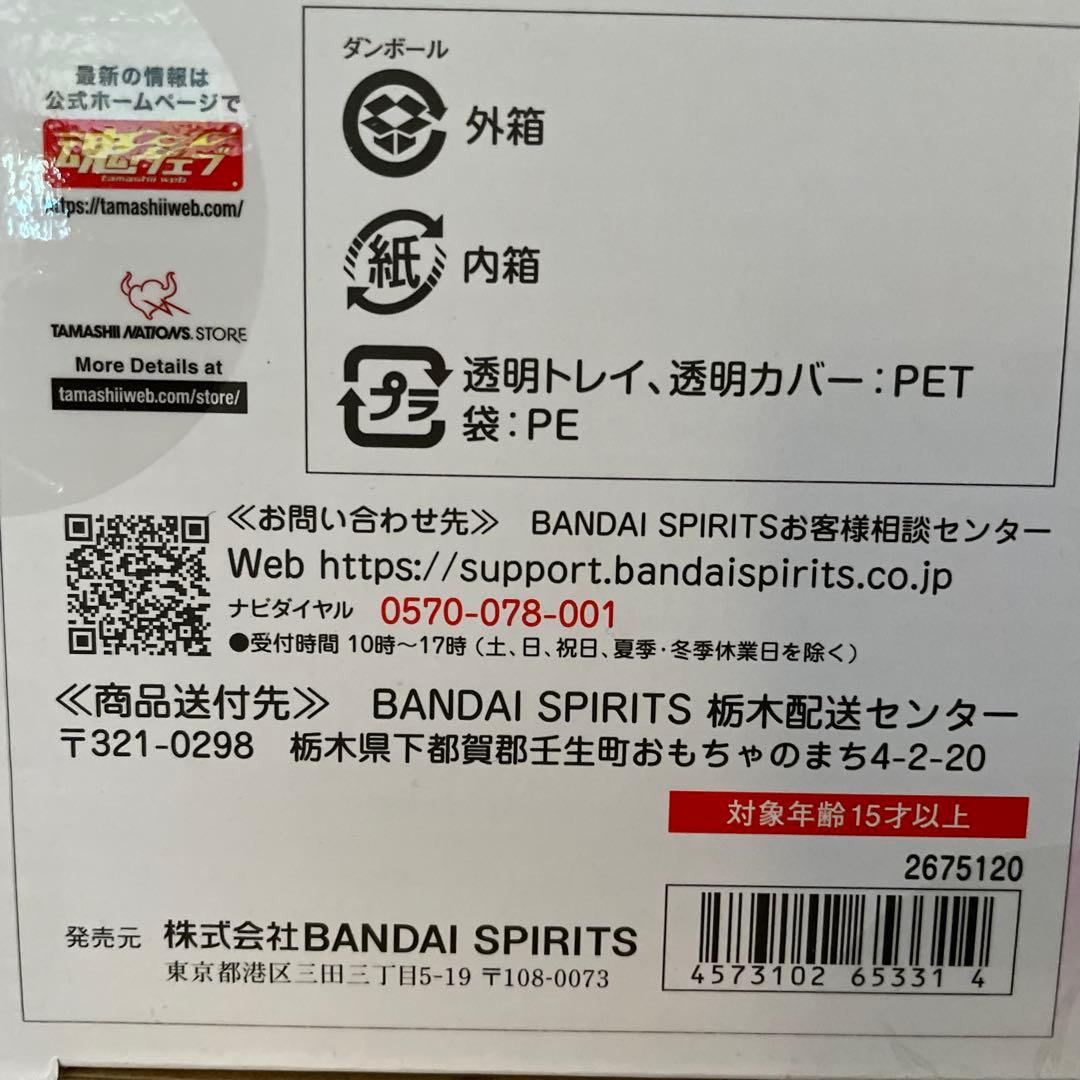 最新の情報は
公式ホームページで
魂ウェブ
tamashii web
https://tamashiiweb.com/
TAMASHII NATIONS STORE
More Details at
tamashiiweb.com/store/
ダンボール
外箱
紙 内箱
プラ 透明トレイ、透明カバー:PET
袋:PE
≪お問い合わせ先≫ BANDAI SPIRITSお客様相談センター
Web https://support.bandaispirits.co.jp
ナビダイヤル 0570-078-001
●受付時間 10時~17時(土、日、祝日、夏季・冬季休業日を除く)
≪商品送付先≫ BANDAI SPIRITS 栃木配送センター
〒321-0298 栃木県下都賀郡壬生町おもちゃのまち4-2-20
対象年齢15才以上
2675120
発売元 株式会社BANDAI SPIRITS
東京都港区三田三丁目5-19 〒108-0073
4573102 65331 4